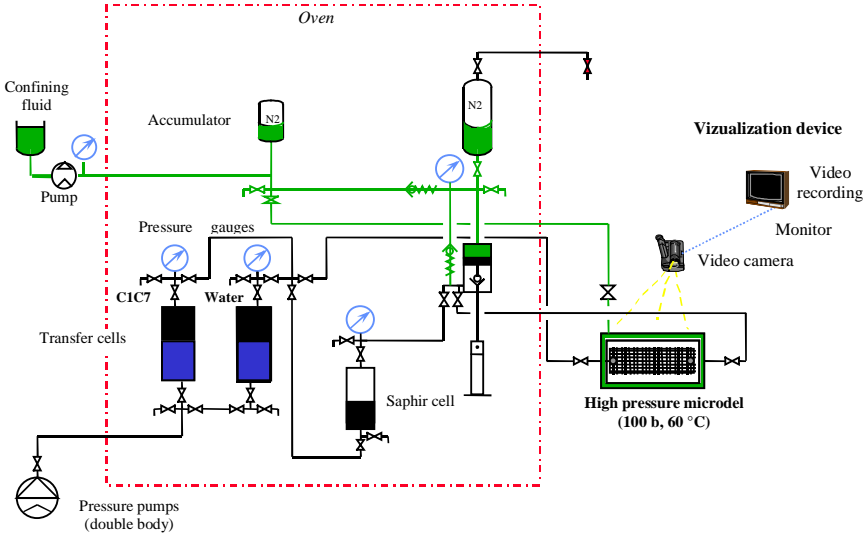 Oven
Confining
fluid
Accumulator
N2
N2
Vizualization device
Pump
Video
recording
Monitor
Video camera
Pressure gauges
C1C7
Water
Transfer cells
Saphir cell
High pressure microdel
(100 b, 60 °C)
Pressure pumps
(double body)